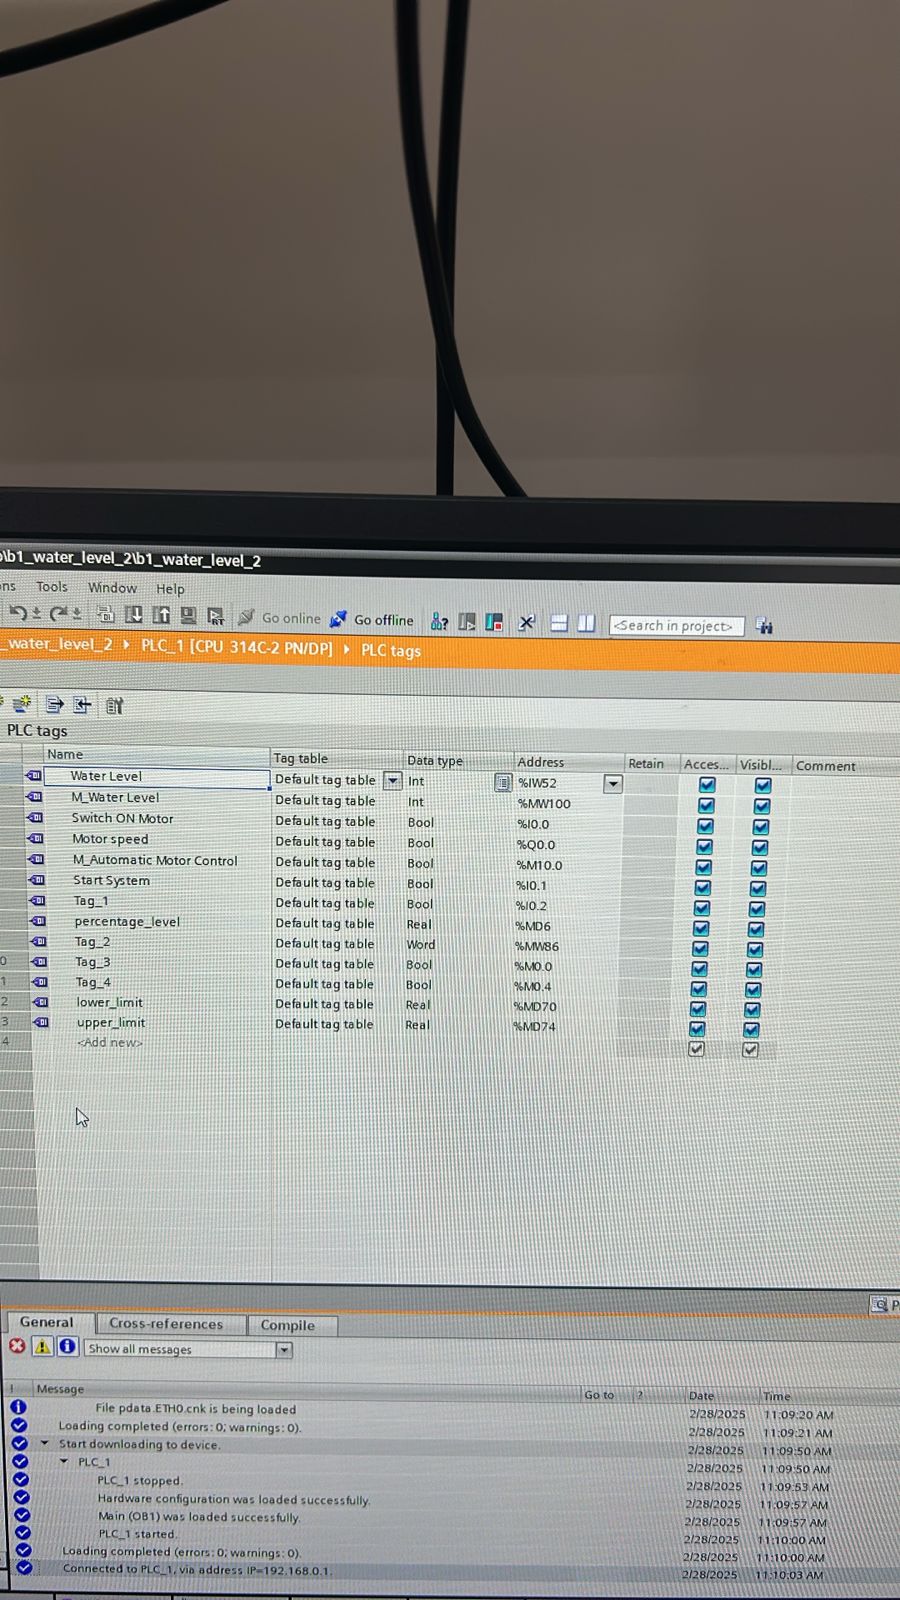 \b1_water_level_2\b1_water_level_2
ns Tools Window Help
Go online Go offline <Search in project>
_water_level_2 ▸ PLC_1 [CPU 314C-2 PN/DP] ▸ PLC tags
PLC tags
Name Tag table Data type Address Retain Acces... Visibl... Comment
Water Level Default tag table Int %IW52
M_Water Level Default tag table Int %MW100
Switch ON Motor Default tag table Bool %I0.0
Motor speed Default tag table Bool %Q0.0
M_Automatic Motor Control Default tag table Bool %M10.0
Start System Default tag table Bool %I0.1
Tag_1 Default tag table Bool %I0.2
percentage_level Default tag table Real %MD6
Tag_2 Default tag table Word %MW86
0 Tag_3 Default tag table Bool %M0.0
1 Tag_4 Default tag table Bool %M0.4
2 lower_limit Default tag table Real %MD70
3 upper_limit Default tag table Real %MD74
4 <Add new>
General Cross-references Compile
Show all messages
! Message Go to ? Date Time
File pdata.ETH0.cnk is being loaded 2/28/2025 11:09:20 AM
Loading completed (errors: 0; warnings: 0). 2/28/2025 11:09:21 AM
Start downloading to device. 2/28/2025 11:09:50 AM
PLC_1 2/28/2025 11:09:50 AM
PLC_1 stopped. 2/28/2025 11:09:53 AM
Hardware configuration was loaded successfully. 2/28/2025 11:09:57 AM
Main (OB1) was loaded successfully. 2/28/2025 11:09:57 AM
PLC_1 started. 2/28/2025 11:10:00 AM
Loading completed (errors: 0; warnings: 0). 2/28/2025 11:10:00 AM
Connected to PLC_1, via address IP=192.168.0.1. 2/28/2025 11:10:03 AM